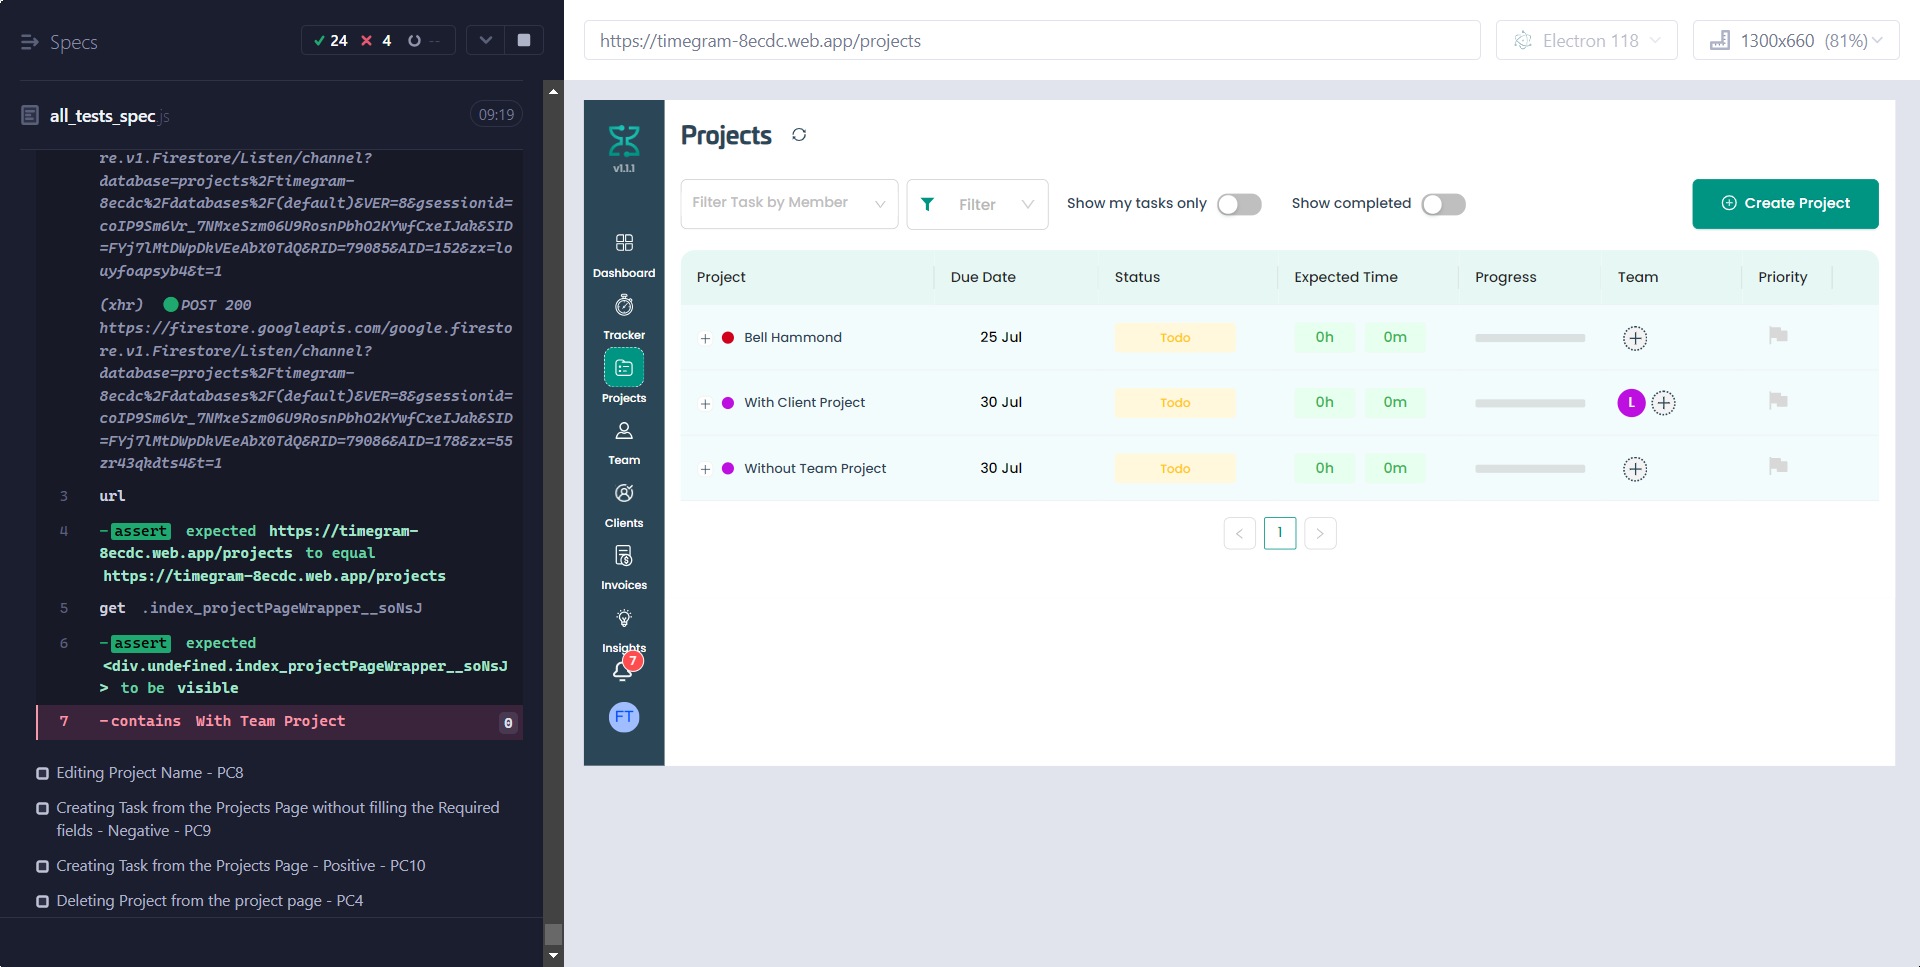 Specs
24 4 --
all_tests_spec.js
09:19
re.v1.Firestore/Listen/channel?
database=projects%2Ftimegram-
8ecdc%2Fdatabases%2F(default)&VER=8&gsessionid=
coIP9Sm6Vr_7NMxeSzm06U9RosnPbhO2KYwfCxeIJak&SID
=FYj7lMtDWpDkVEeAbX0TdQ&RID=79085&AID=152&zx=lo
uyfoapsyb4&t=1
(xhr) POST 200
https://firestore.googleapis.com/google.firesto
re.v1.Firestore/Listen/channel?
database=projects%2Ftimegram-
8ecdc%2Fdatabases%2F(default)&VER=8&gsessionid=
coIP9Sm6Vr_7NMxeSzm06U9RosnPbhO2KYwfCxeIJak&SID
=FYj7lMtDWpDkVEeAbX0TdQ&RID=79086&AID=178&zx=55
zr43qkdts4&t=1
3 url
4 -assert expected https://timegram-
8ecdc.web.app/projects to equal
https://timegram-8ecdc.web.app/projects
5 get .index_projectPageWrapper__soNsJ
6 -assert expected
<div.undefined.index_projectPageWrapper__soNsJ
> to be visible
7 -contains With Team Project 0
Editing Project Name - PC8
Creating Task from the Projects Page without filling the Required
fields - Negative - PC9
Creating Task from the Projects Page - Positive - PC10
Deleting Project from the project page - PC4
https://timegram-8ecdc.web.app/projects
Electron 118
1300x660 (81%)
v1.1.1
Dashboard
Tracker
Projects
Team
Clients
Invoices
Insights
7
FT
Projects
Filter Task by Member
Filter
Show my tasks only
Show completed
Create Project
Project Due Date Status Expected Time Progress Team Priority
Bell Hammond 25 Jul Todo 0h 0m
With Client Project 30 Jul Todo 0h 0m L
Without Team Project 30 Jul Todo 0h 0m
< 1 >